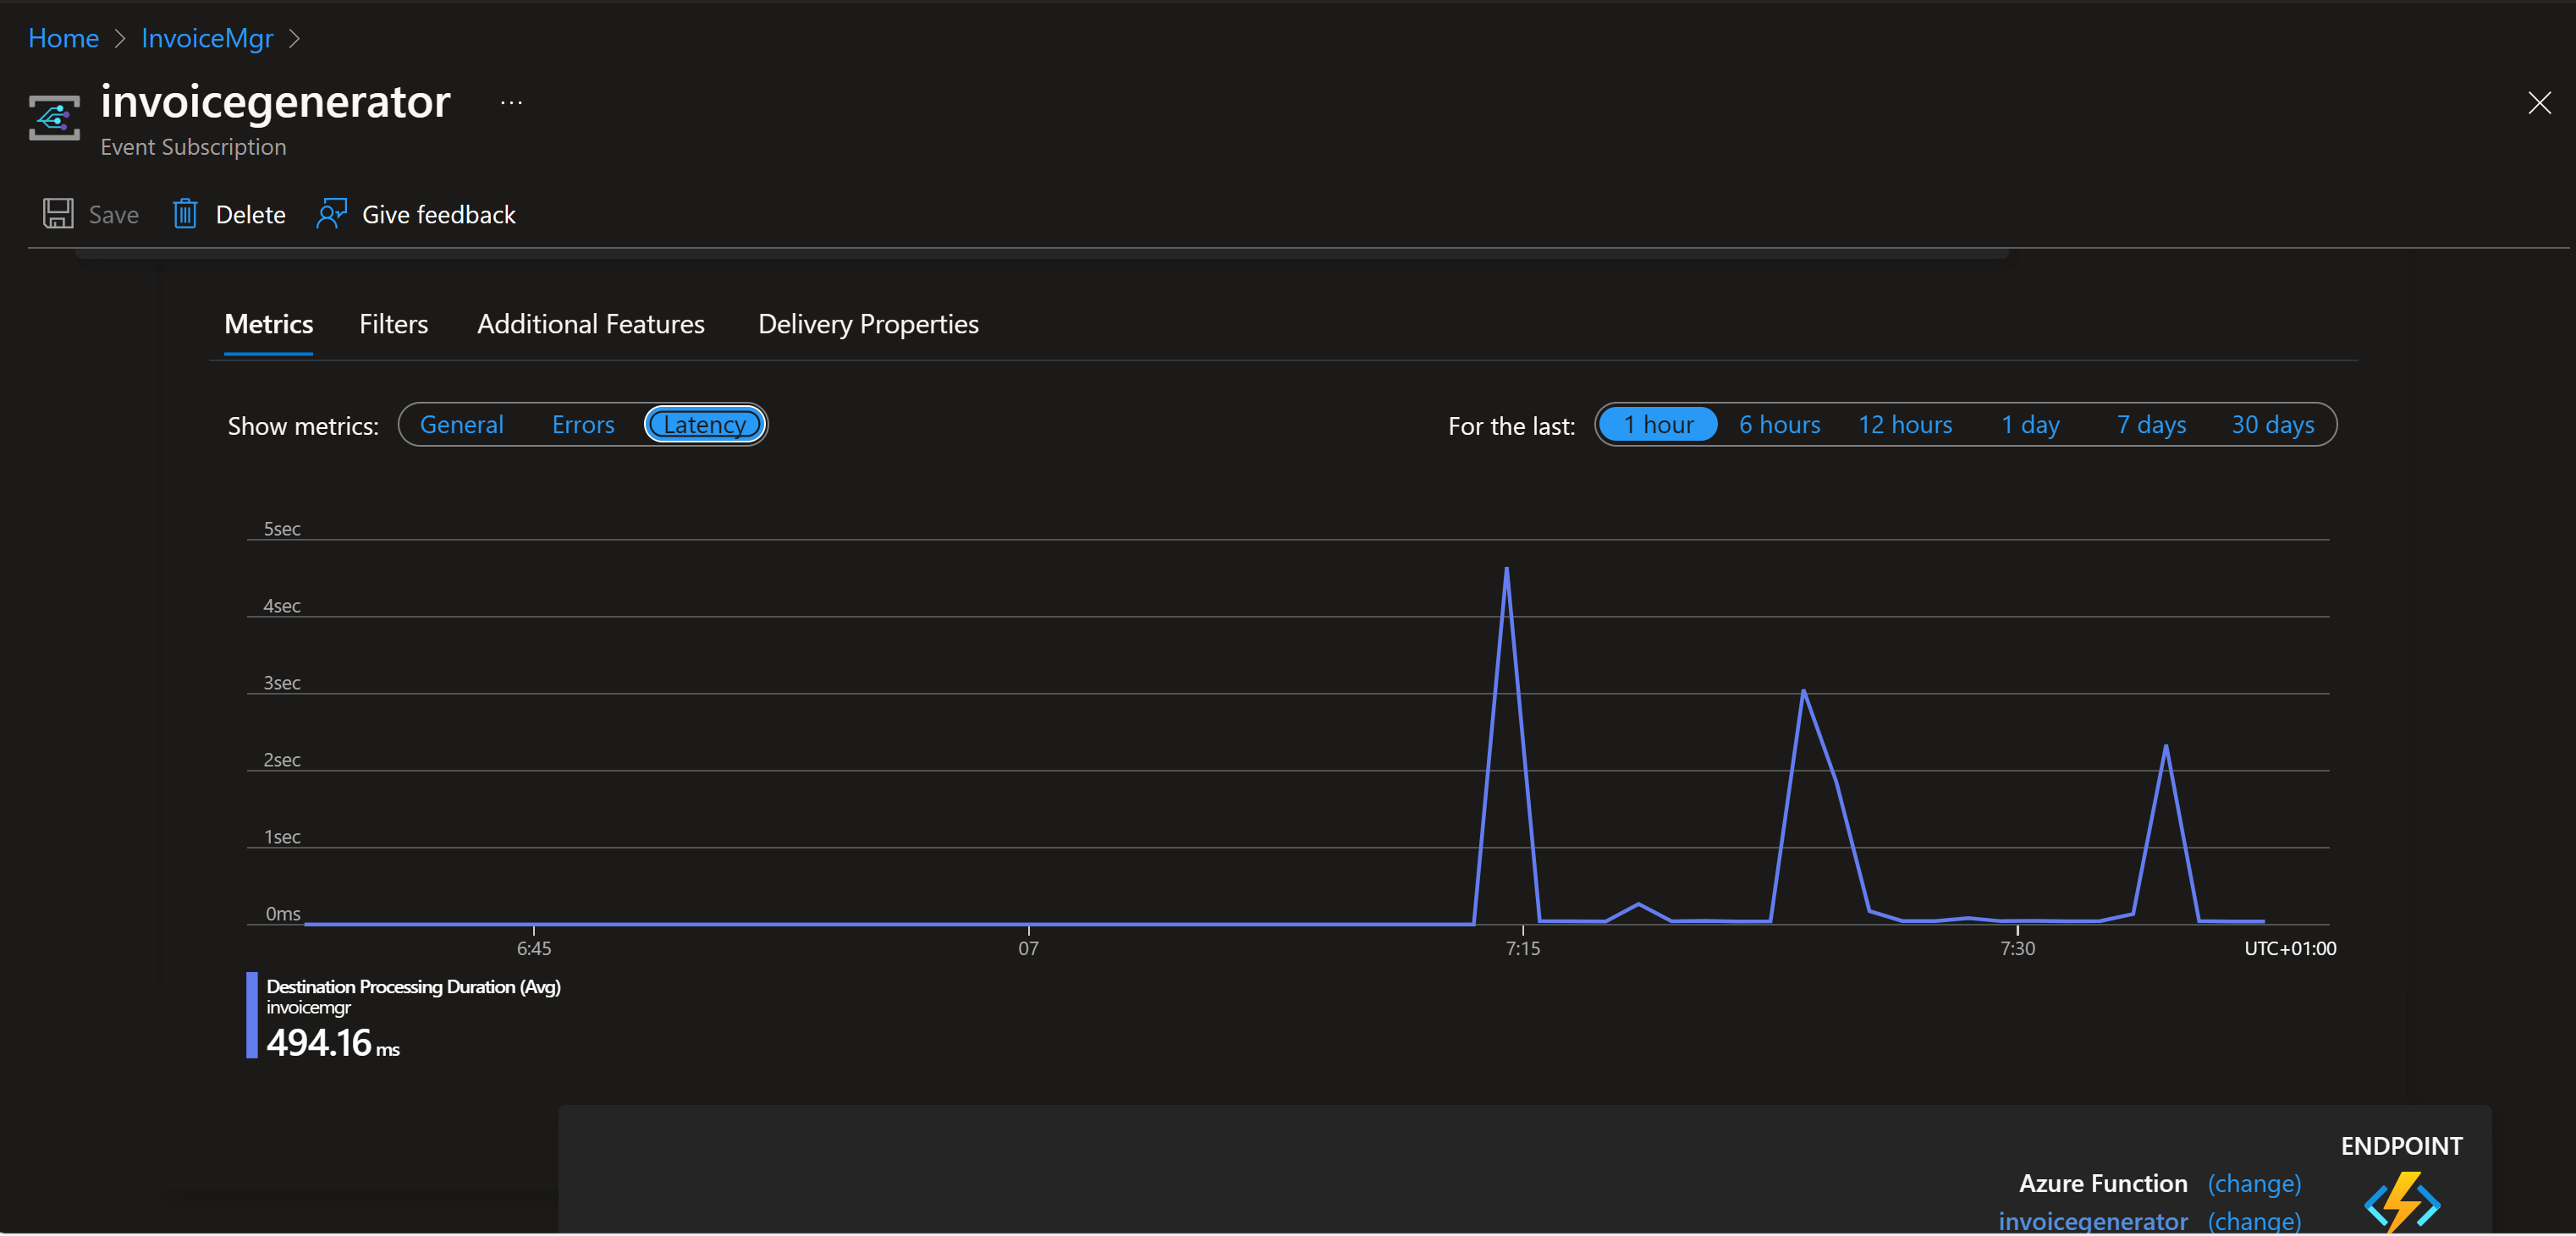 Home > InvoiceMgr >
invoicegenerator ...
Event Subscription
Save Delete Give feedback
Metrics Filters Additional Features Delivery Properties
Show metrics: General Errors Latency For the last: 1 hour 6 hours 12 hours 1 day 7 days 30 days
5sec
4sec
3sec
2sec
1sec
0ms
6:45 07 7:15 7:30 UTC+01:00
Destination Processing Duration (Avg)
invoicemgr
494.16 ms
ENDPOINT
Azure Function (change)
invoicegenerator (change)